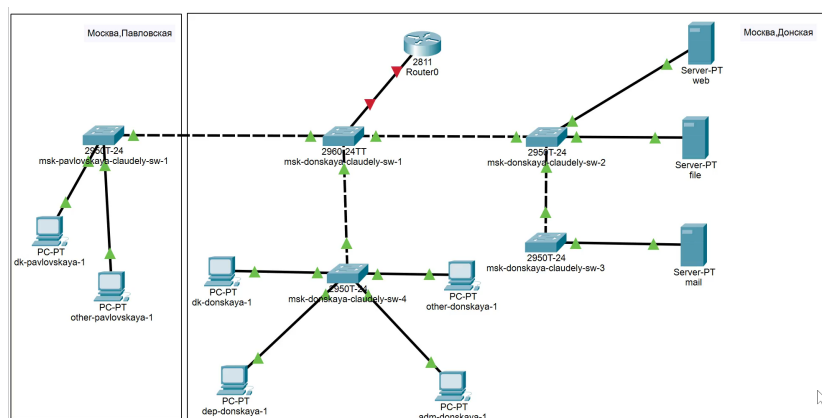 Москва,Павловская
Москва,Донская
2811
Router0
Server-PT
web
2950T-24
msk-pavlovskaya-claudely-sw-1
2960-24TT
msk-donskaya-claudely-sw-1
2950T-24
msk-donskaya-claudely-sw-2
Server-PT
file
PC-PT
dk-pavlovskaya-1
PC-PT
other-pavlovskaya-1
PC-PT
dk-donskaya-1
2950T-24
msk-donskaya-claudely-sw-4
PC-PT
other-donskaya-1
2950T-24
msk-donskaya-claudely-sw-3
Server-PT
mail
PC-PT
dep-donskaya-1
PC-PT
adm-donskaya-1